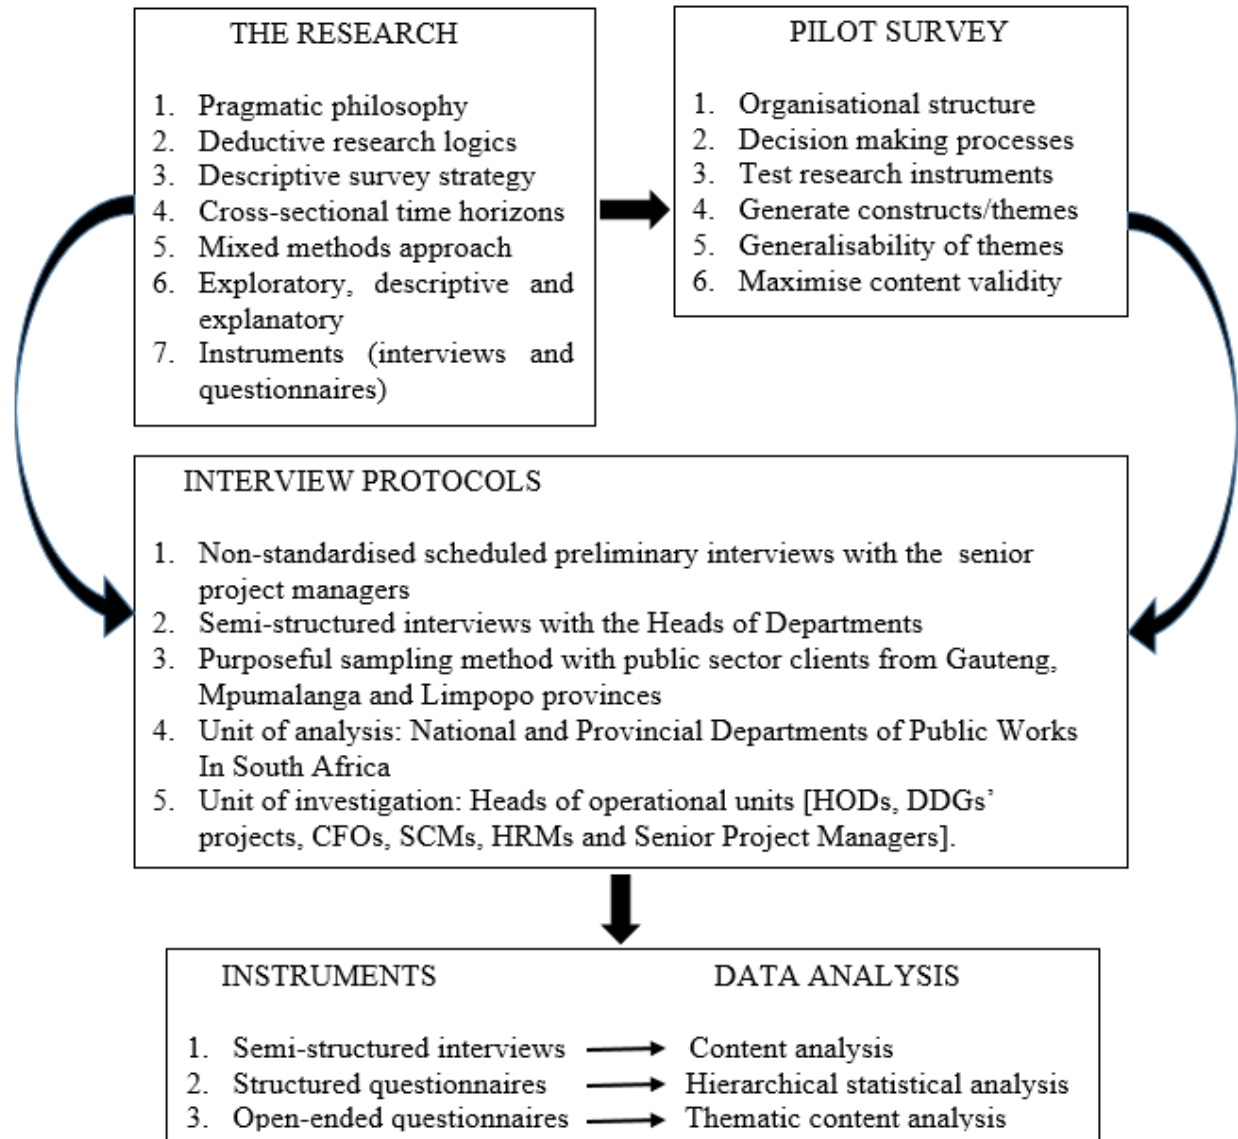 THE RESEARCH
1. Pragmatic philosophy
2. Deductive research logics
3. Descriptive survey strategy
4. Cross-sectional time horizons
5. Mixed methods approach
6. Exploratory, descriptive and
explanatory
7. Instruments (interviews and
questionnaires)
PILOT SURVEY
1. Organisational structure
2. Decision making processes
3. Test research instruments
4. Generate constructs/themes
5. Generalisability of themes
6. Maximise content validity
INTERVIEW PROTOCOLS
1. Non-standardised scheduled preliminary interviews with the senior
project managers
2. Semi-structured interviews with the Heads of Departments
3. Purposeful sampling method with public sector clients from Gauteng,
Mpumalanga and Limpopo provinces
4. Unit of analysis: National and Provincial Departments of Public Works
In South Africa
5. Unit of investigation: Heads of operational units [HODs, DDGs’
projects, CFOs, SCMs, HRMs and Senior Project Managers].
INSTRUMENTS DATA ANALYSIS
1. Semi-structured interviews Content analysis
2. Structured questionnaires Hierarchical statistical analysis
3. Open-ended questionnaires Thematic content analysis